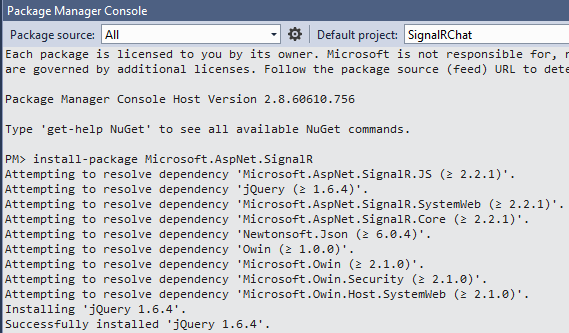 Package Manager Console
Package source: All Default project: SignalRChat
Each package is licensed to you by its owner. Microsoft is not responsible for, n
are governed by additional licenses. Follow the package source (feed) URL to dete
Package Manager Console Host Version 2.8.60610.756
Type 'get-help NuGet' to see all available NuGet commands.
PM> install-package Microsoft.AspNet.SignalR
Attempting to resolve dependency 'Microsoft.AspNet.SignalR.JS (≥ 2.2.1)'.
Attempting to resolve dependency 'jQuery (≥ 1.6.4)'.
Attempting to resolve dependency 'Microsoft.AspNet.SignalR.SystemWeb (≥ 2.2.1)'.
Attempting to resolve dependency 'Microsoft.AspNet.SignalR.Core (≥ 2.2.1)'.
Attempting to resolve dependency 'Newtonsoft.Json (≥ 6.0.4)'.
Attempting to resolve dependency 'Owin (≥ 1.0.0)'.
Attempting to resolve dependency 'Microsoft.Owin (≥ 2.1.0)'.
Attempting to resolve dependency 'Microsoft.Owin.Security (≥ 2.1.0)'.
Attempting to resolve dependency 'Microsoft.Owin.Host.SystemWeb (≥ 2.1.0)'.
Installing 'jQuery 1.6.4'.
Successfully installed 'jQuery 1.6.4'.